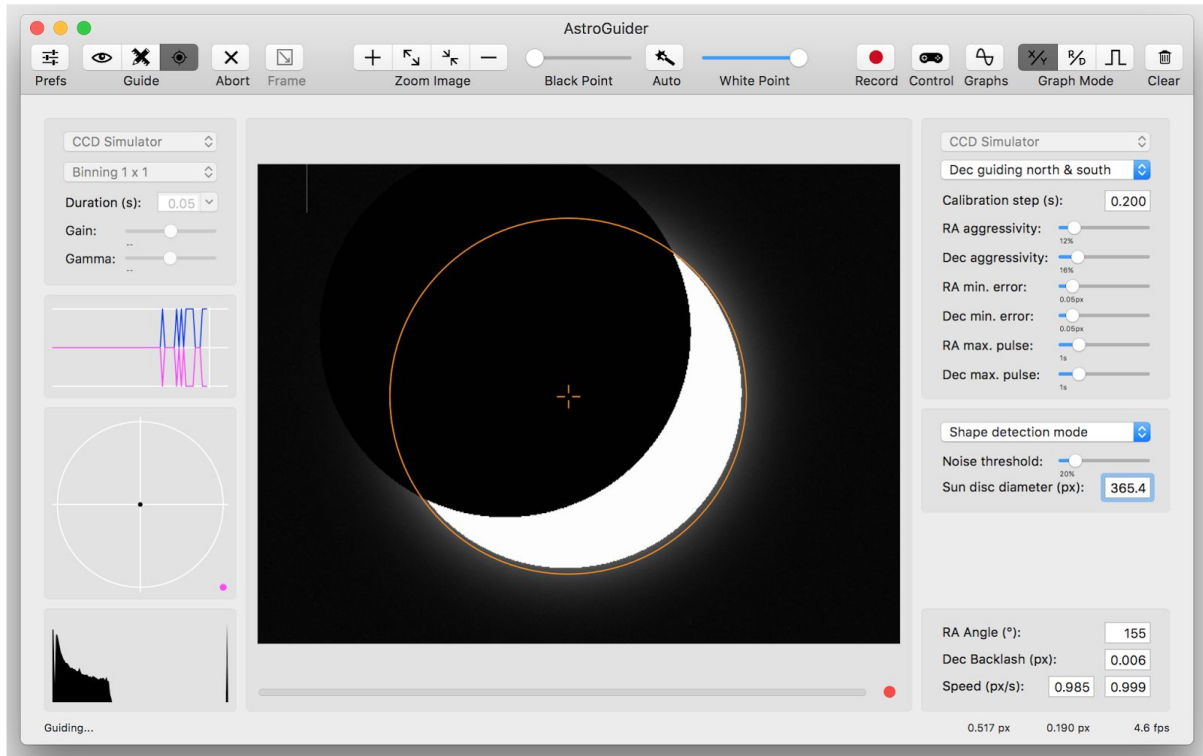 AstroGuider
Prefs Guide Abort Frame Zoom Image Black Point Auto White Point Record Control Graphs X/Y R/D Graph Mode Clear
CCD Simulator
Binning 1 x 1
Duration (s): 0.05
Gain:
--
Gamma:
--
CCD Simulator
Dec guiding north & south
Calibration step (s): 0.200
RA aggressivity:
12%
Dec aggressivity:
16%
RA min. error:
0.05px
Dec min. error:
0.05px
RA max. pulse:
1s
Dec max. pulse:
1s
Shape detection mode
Noise threshold:
20%
Sun disc diameter (px): 365.4
RA Angle (°): 155
Dec Backlash (px): 0.006
Speed (px/s): 0.985 0.999
Guiding... 0.517 px 0.190 px 4.6 fps